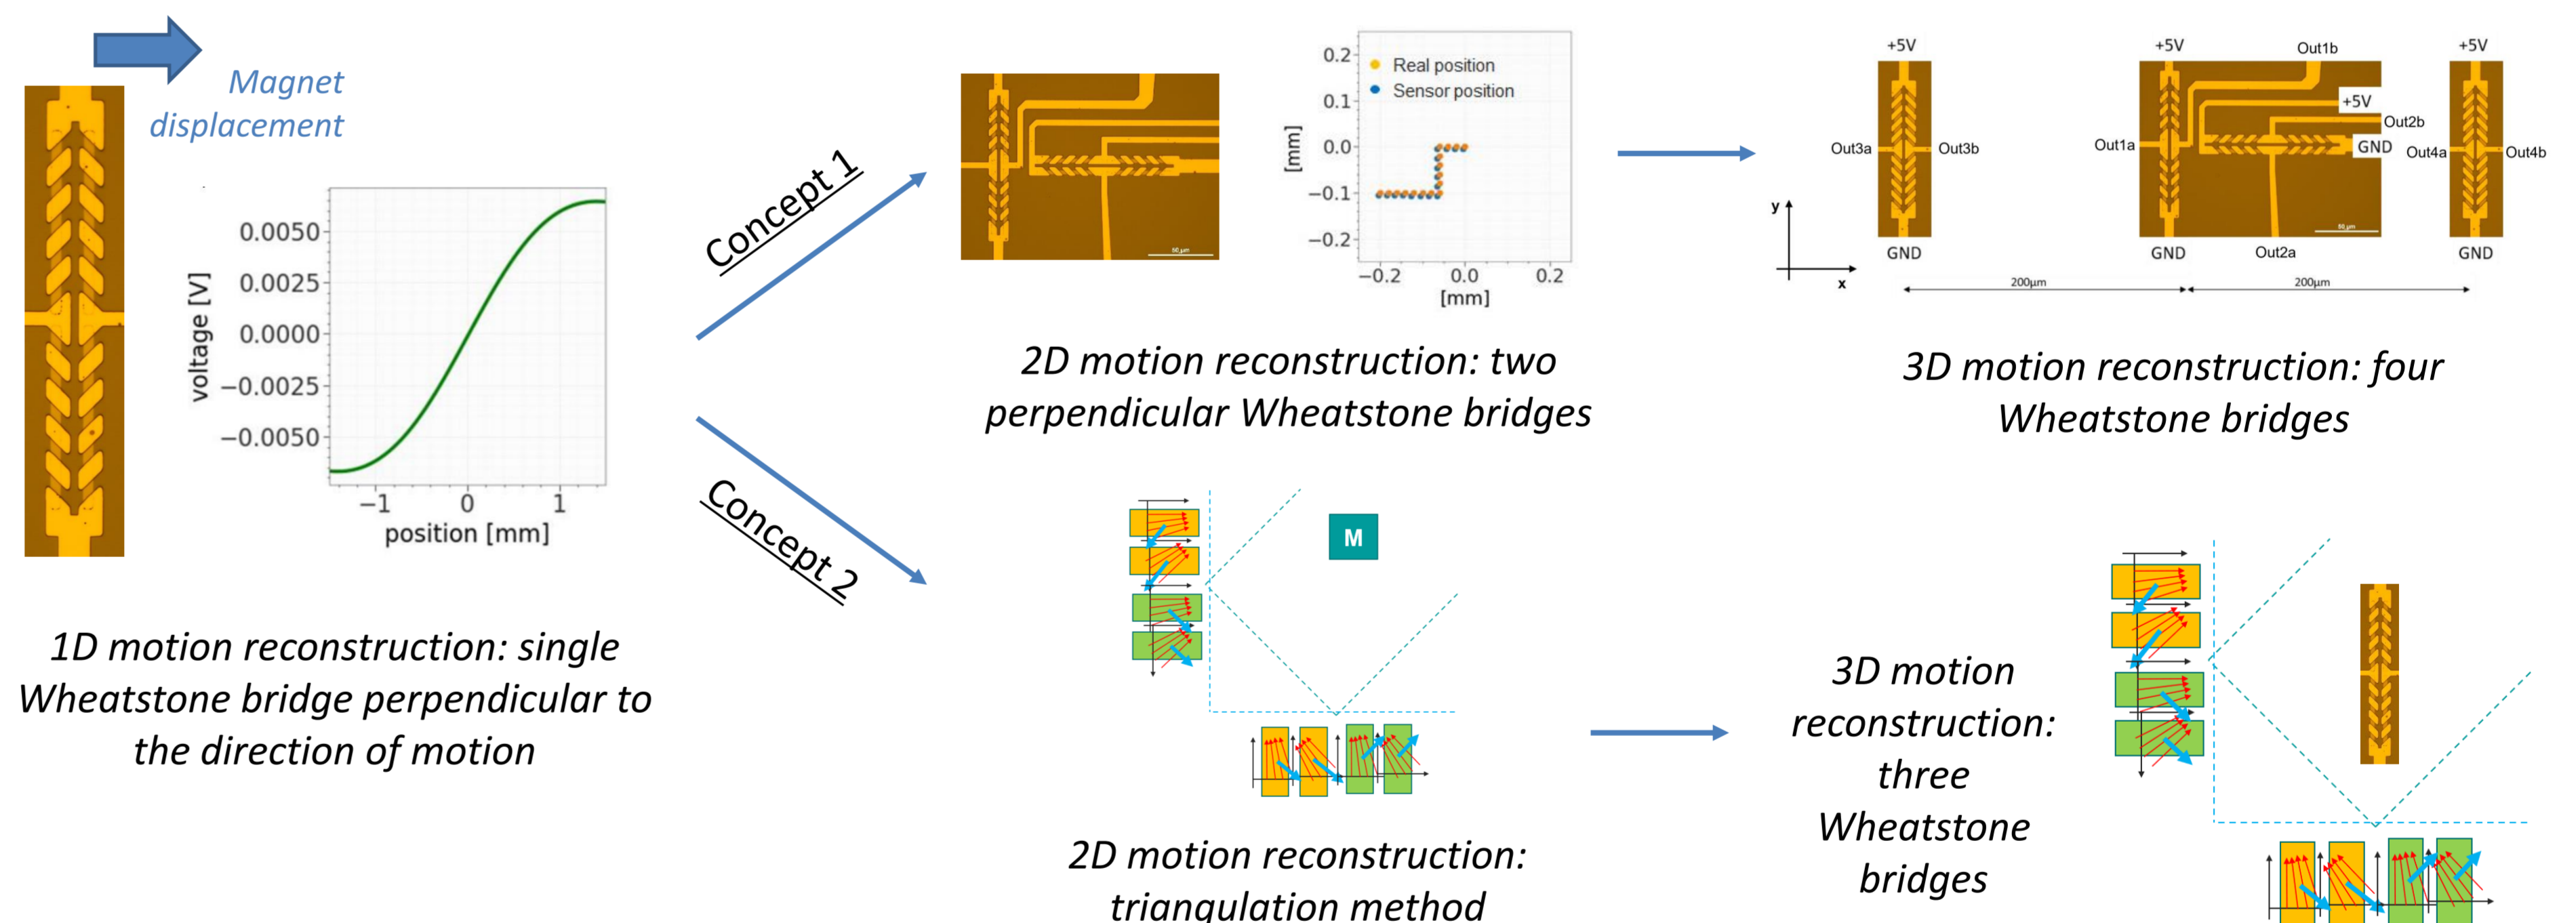 Magnet
displacement
0.0050
0.0025
0.0000
−0.0025
−0.0050
voltage [V]
−1 0 1
position [mm]
1D motion reconstruction: single
Wheatstone bridge perpendicular to
the direction of motion
Concept 1
Concept 2
50 µm
Real position
Sensor position
0.2
0.1
0.0
−0.1
−0.2
[mm]
−0.2 0.0 0.2
[mm]
2D motion reconstruction: two
perpendicular Wheatstone bridges
+5V
Out3a
Out3b
GND
y
x
+5V
Out1b
+5V
Out2b
Out1a
GND
GND
Out2a
50 µm
+5V
Out4a
Out4b
GND
200µm
200µm
3D motion reconstruction: four
Wheatstone bridges
M
2D motion reconstruction:
triangulation method
3D motion
reconstruction:
three
Wheatstone
bridges